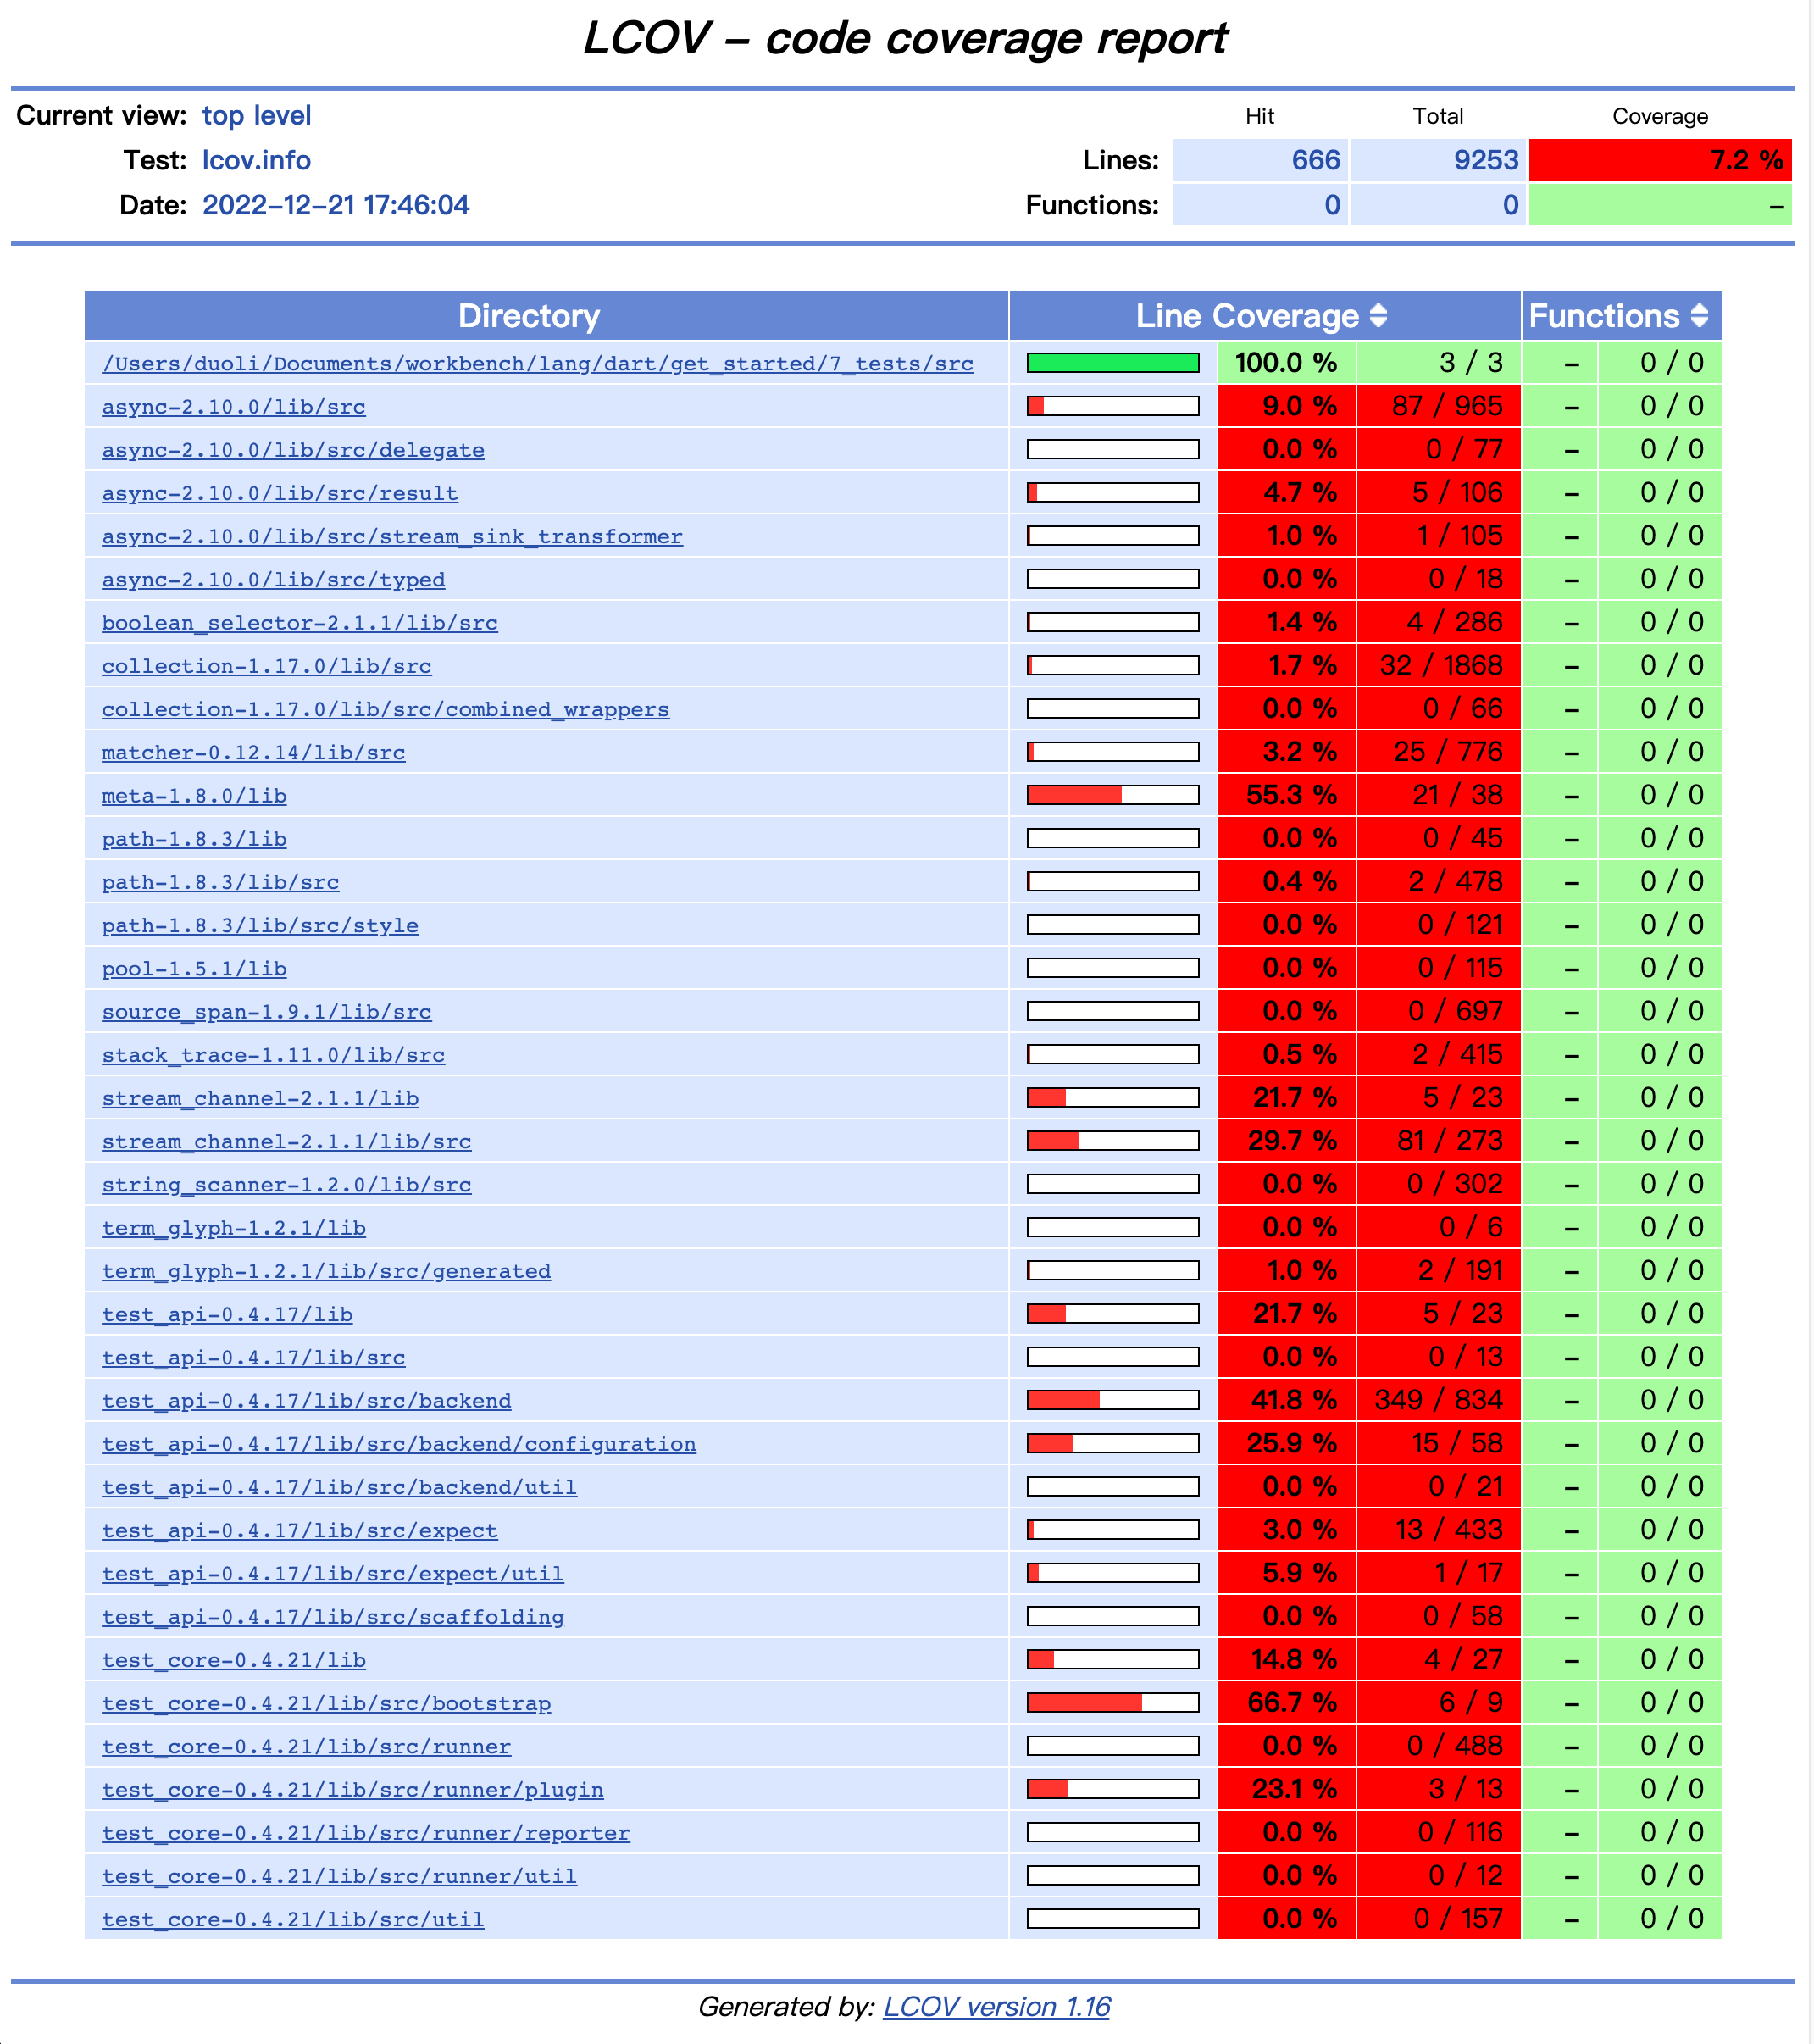 LCOV – code coverage report
Current view: top level
Hit Total Coverage
Test: lcov.info Lines: 666 9253 7.2 %
Date: 2022-12-21 17:46:04 Functions: 0 0 –
Directory Line Coverage Functions
/Users/duoli/Documents/workbench/lang/dart/get_started/7_tests/src 100.0 % 3 / 3 – 0 / 0
async-2.10.0/lib/src 9.0 % 87 / 965 – 0 / 0
async-2.10.0/lib/src/delegate 0.0 % 0 / 77 – 0 / 0
async-2.10.0/lib/src/result 4.7 % 5 / 106 – 0 / 0
async-2.10.0/lib/src/stream_sink_transformer 1.0 % 1 / 105 – 0 / 0
async-2.10.0/lib/src/typed 0.0 % 0 / 18 – 0 / 0
boolean_selector-2.1.1/lib/src 1.4 % 4 / 286 – 0 / 0
collection-1.17.0/lib/src 1.7 % 32 / 1868 – 0 / 0
collection-1.17.0/lib/src/combined_wrappers 0.0 % 0 / 66 – 0 / 0
matcher-0.12.14/lib/src 3.2 % 25 / 776 – 0 / 0
meta-1.8.0/lib 55.3 % 21 / 38 – 0 / 0
path-1.8.3/lib 0.0 % 0 / 45 – 0 / 0
path-1.8.3/lib/src 0.4 % 2 / 478 – 0 / 0
path-1.8.3/lib/src/style 0.0 % 0 / 121 – 0 / 0
pool-1.5.1/lib 0.0 % 0 / 115 – 0 / 0
source_span-1.9.1/lib/src 0.0 % 0 / 697 – 0 / 0
stack_trace-1.11.0/lib/src 0.5 % 2 / 415 – 0 / 0
stream_channel-2.1.1/lib 21.7 % 5 / 23 – 0 / 0
stream_channel-2.1.1/lib/src 29.7 % 81 / 273 – 0 / 0
string_scanner-1.2.0/lib/src 0.0 % 0 / 302 – 0 / 0
term_glyph-1.2.1/lib 0.0 % 0 / 6 – 0 / 0
term_glyph-1.2.1/lib/src/generated 1.0 % 2 / 191 – 0 / 0
test_api-0.4.17/lib 21.7 % 5 / 23 – 0 / 0
test_api-0.4.17/lib/src 0.0 % 0 / 13 – 0 / 0
test_api-0.4.17/lib/src/backend 41.8 % 349 / 834 – 0 / 0
test_api-0.4.17/lib/src/backend/configuration 25.9 % 15 / 58 – 0 / 0
test_api-0.4.17/lib/src/backend/util 0.0 % 0 / 21 – 0 / 0
test_api-0.4.17/lib/src/expect 3.0 % 13 / 433 – 0 / 0
test_api-0.4.17/lib/src/expect/util 5.9 % 1 / 17 – 0 / 0
test_api-0.4.17/lib/src/scaffolding 0.0 % 0 / 58 – 0 / 0
test_core-0.4.21/lib 14.8 % 4 / 27 – 0 / 0
test_core-0.4.21/lib/src/bootstrap 66.7 % 6 / 9 – 0 / 0
test_core-0.4.21/lib/src/runner 0.0 % 0 / 488 – 0 / 0
test_core-0.4.21/lib/src/runner/plugin 23.1 % 3 / 13 – 0 / 0
test_core-0.4.21/lib/src/runner/reporter 0.0 % 0 / 116 – 0 / 0
test_core-0.4.21/lib/src/runner/util 0.0 % 0 / 12 – 0 / 0
test_core-0.4.21/lib/src/util 0.0 % 0 / 157 – 0 / 0
Generated by: LCOV version 1.16